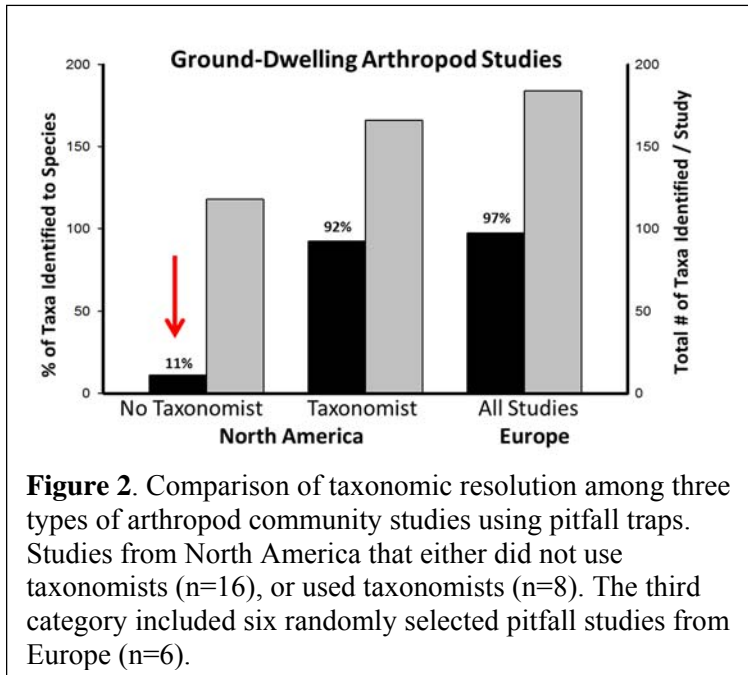 Ground-Dwelling Arthropod Studies
% of Taxa Identified to Species
200
150
100
50
0
11%
92%
97%
200
150
100
50
0
Total # of Taxa Identified / Study
No Taxonomist Taxonomist All Studies
North America Europe
Figure 2. Comparison of taxonomic resolution among three
types of arthropod community studies using pitfall traps.
Studies from North America that either did not use
taxonomists (n=16), or used taxonomists (n=8). The third
category included six randomly selected pitfall studies from
Europe (n=6).